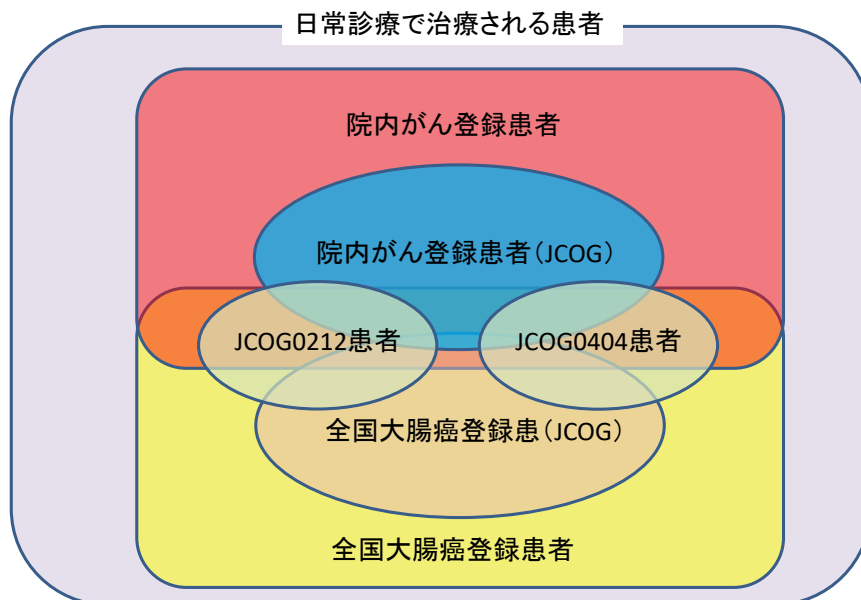 日常診療で治療される患者
院内がん登録患者
院内がん登録患者(JCOG)
JCOG0212患者
JCOG0404患者
全国大腸癌登録患(JCOG)
全国大腸癌登録患者